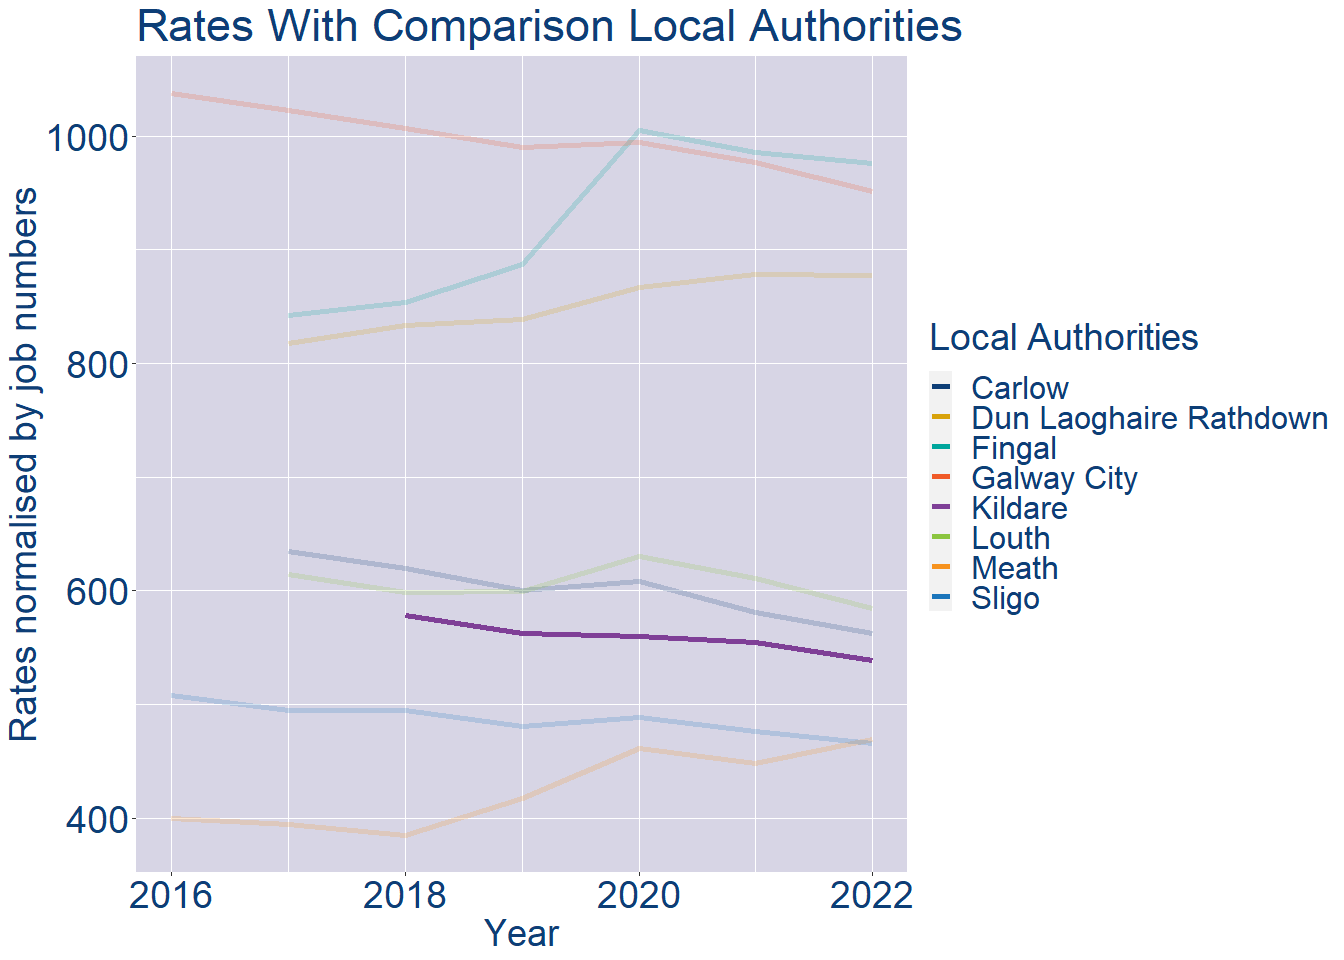 Rates With Comparison Local Authorities
Rates normalised by job numbers
1000
800
600
400
2016 2018 2020 2022
Year
Local Authorities
Carlow
Dun Laoghaire Rathdown
Fingal
Galway City
Kildare
Louth
Meath
Sligo